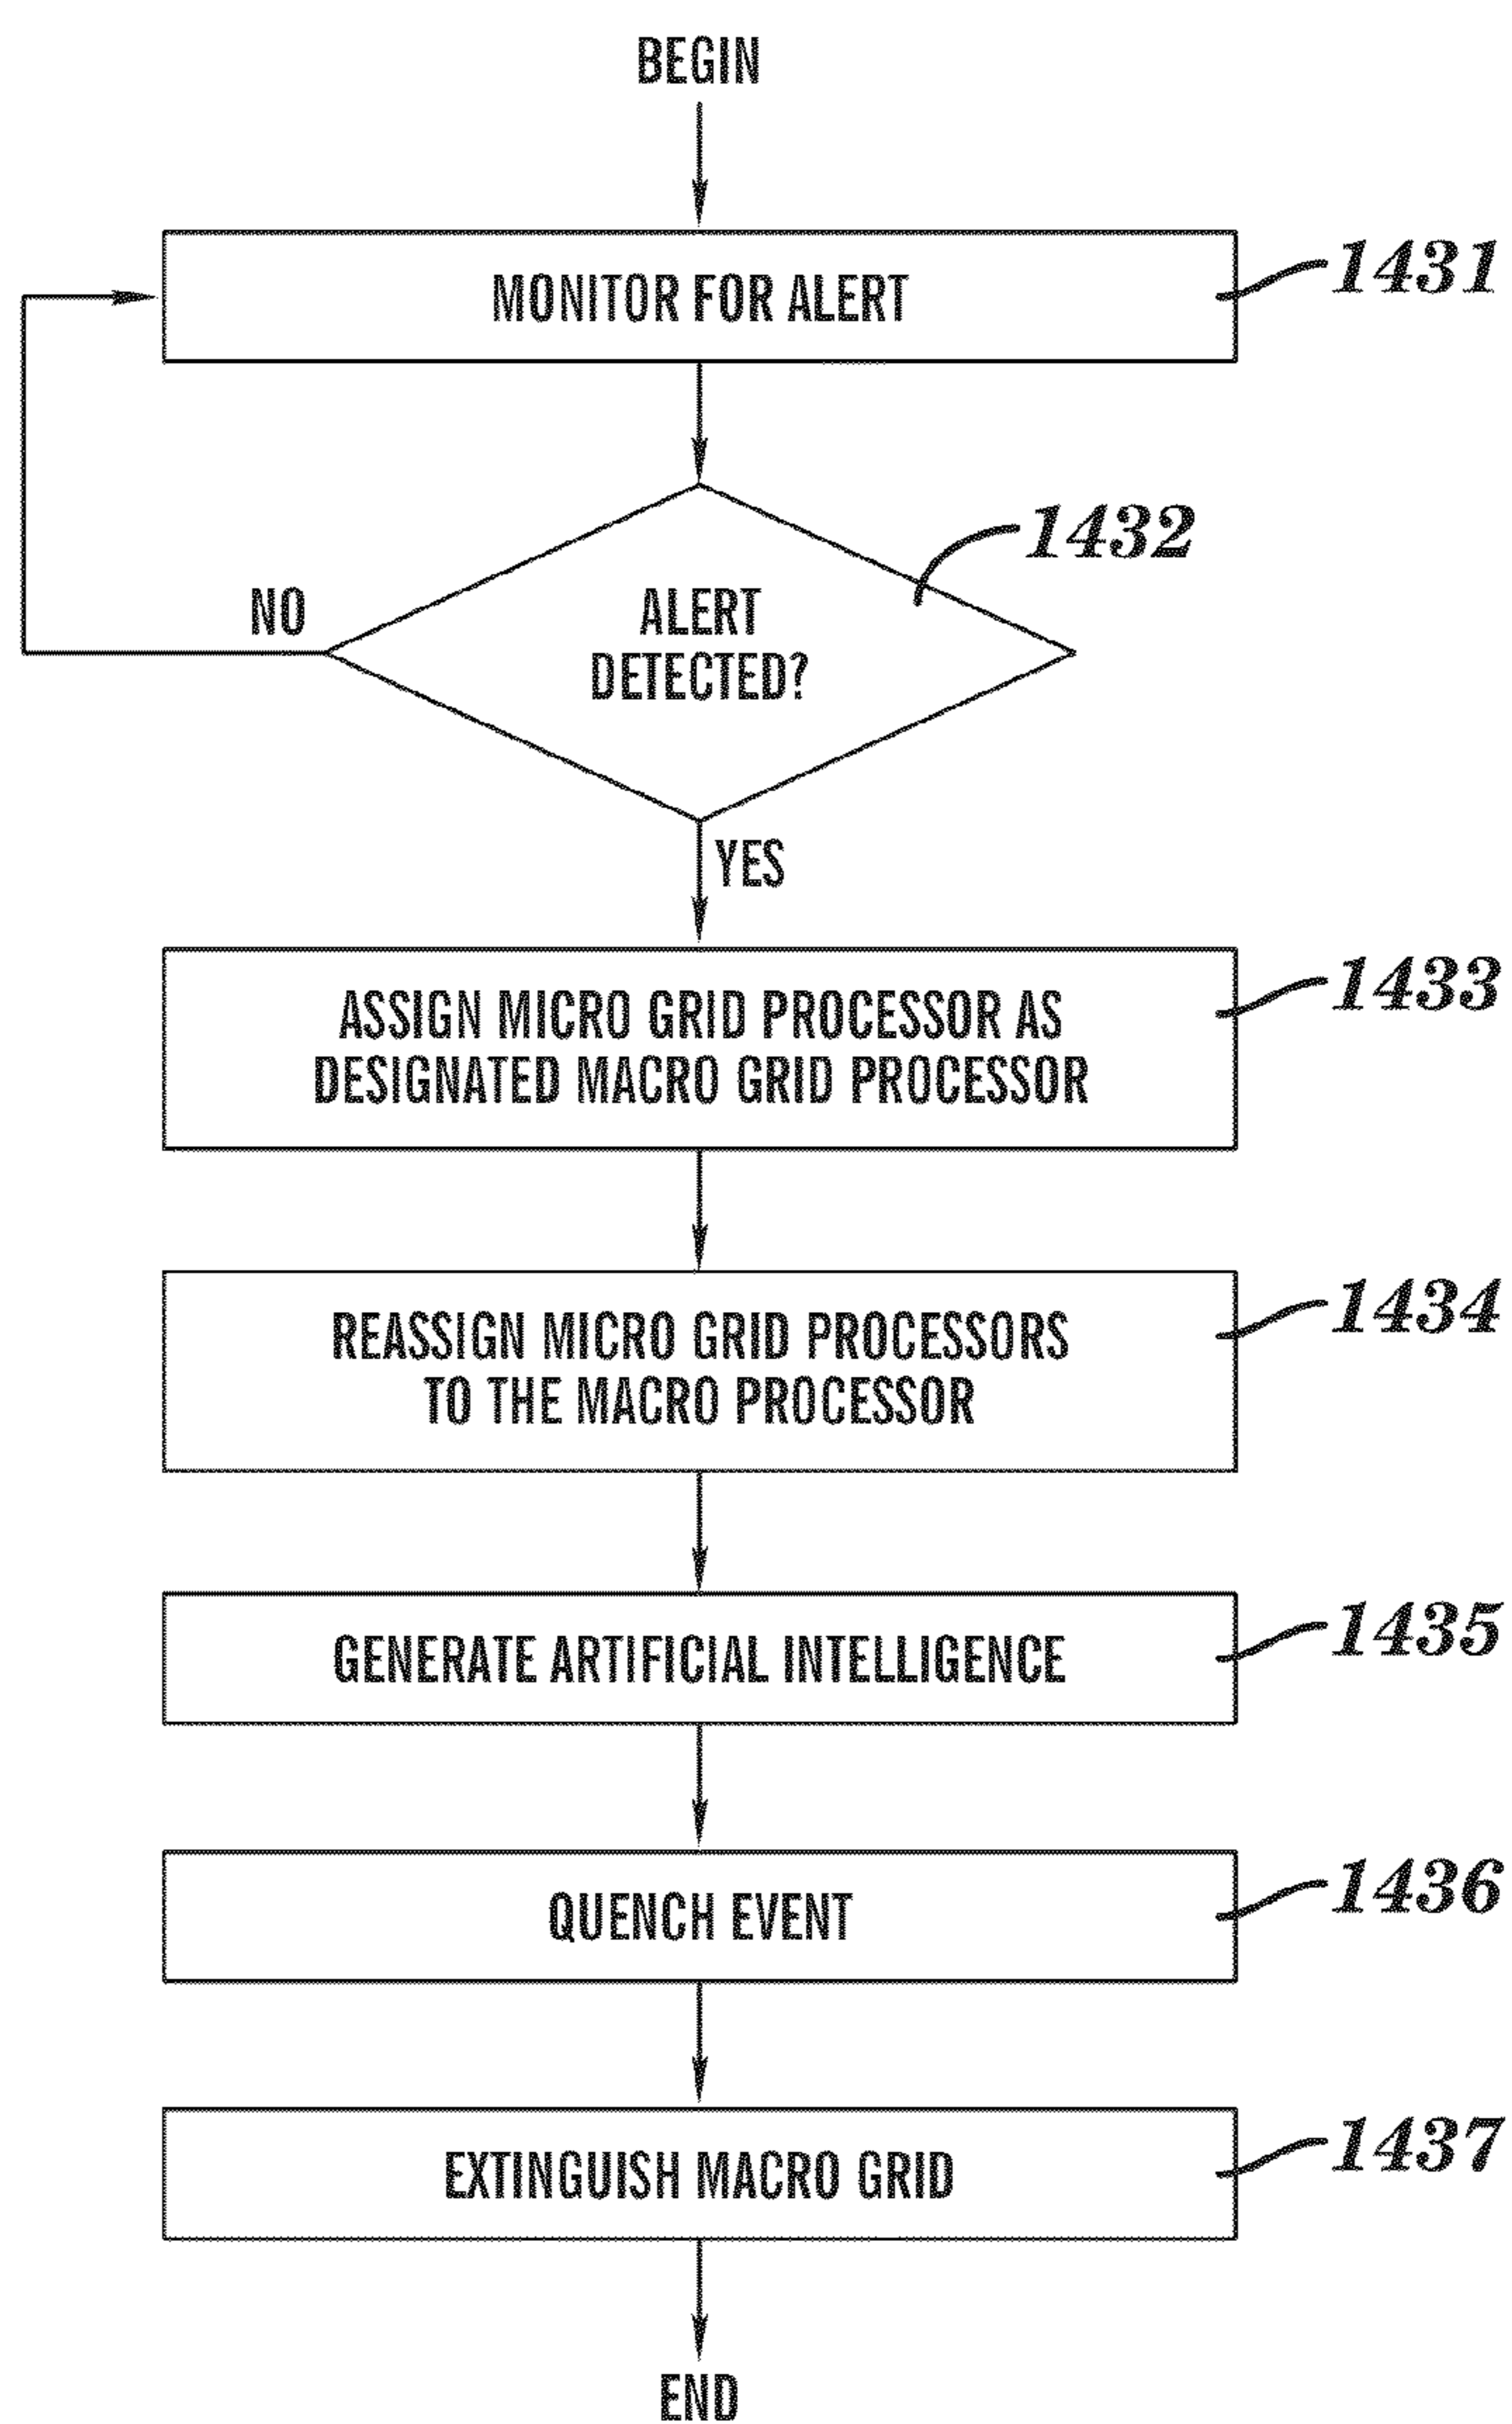 BEGIN
MONITOR FOR ALERT
1431
1432
ALERT
DETECTED?
NO
YES
ASSIGN MICRO GRID PROCESSOR AS
DESIGNATED MACRO GRID PROCESSOR
1433
REASSIGN MICRO GRID PROCESSORS
TO THE MACRO PROCESSOR
1434
GENERATE ARTIFICIAL INTELLIGENCE
1435
QUENCH EVENT
1436
EXTINGUISH MACRO GRID
1437
END